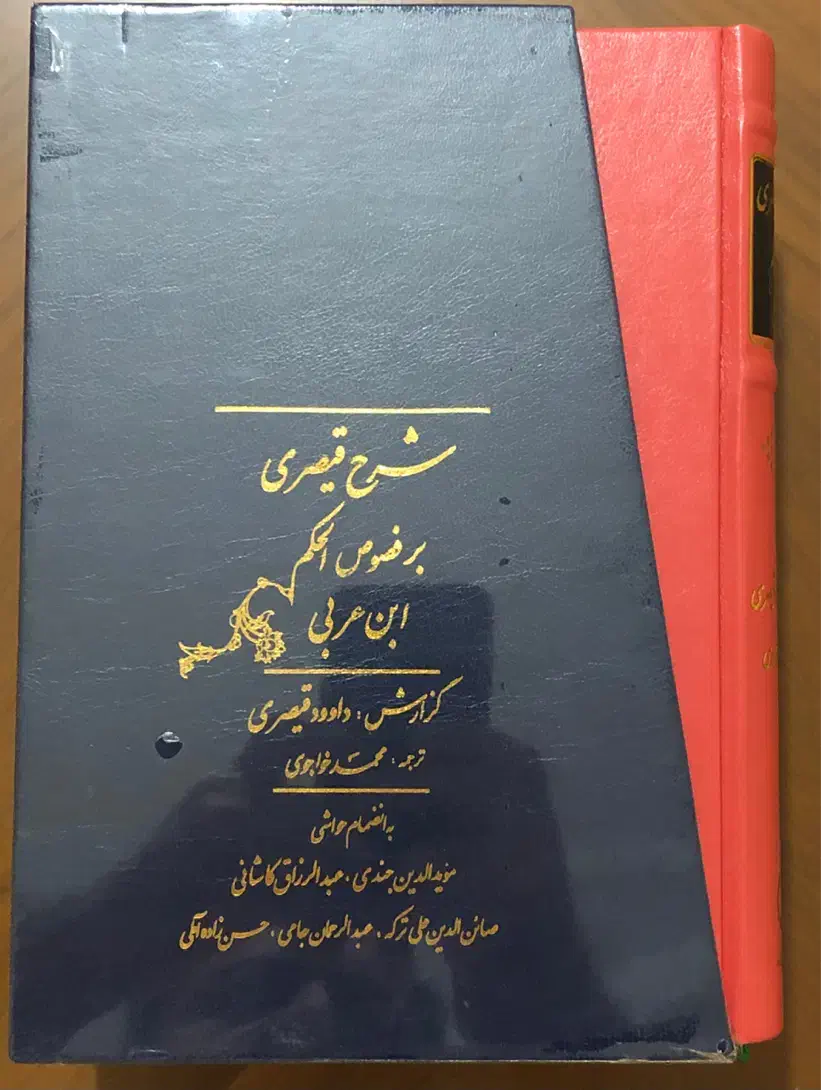 شرح قیصری
بر فصوص الحکم
ابن عربی
گزارش: داوود قیصری
ترجمه: محمد خواجوی
به انضمام حواشی
مؤیدالدین جندی، عبدالرزاق کاشانی
صائن الدین علی ترکه، عبدالرحمان جامی، حسن زاده آملی